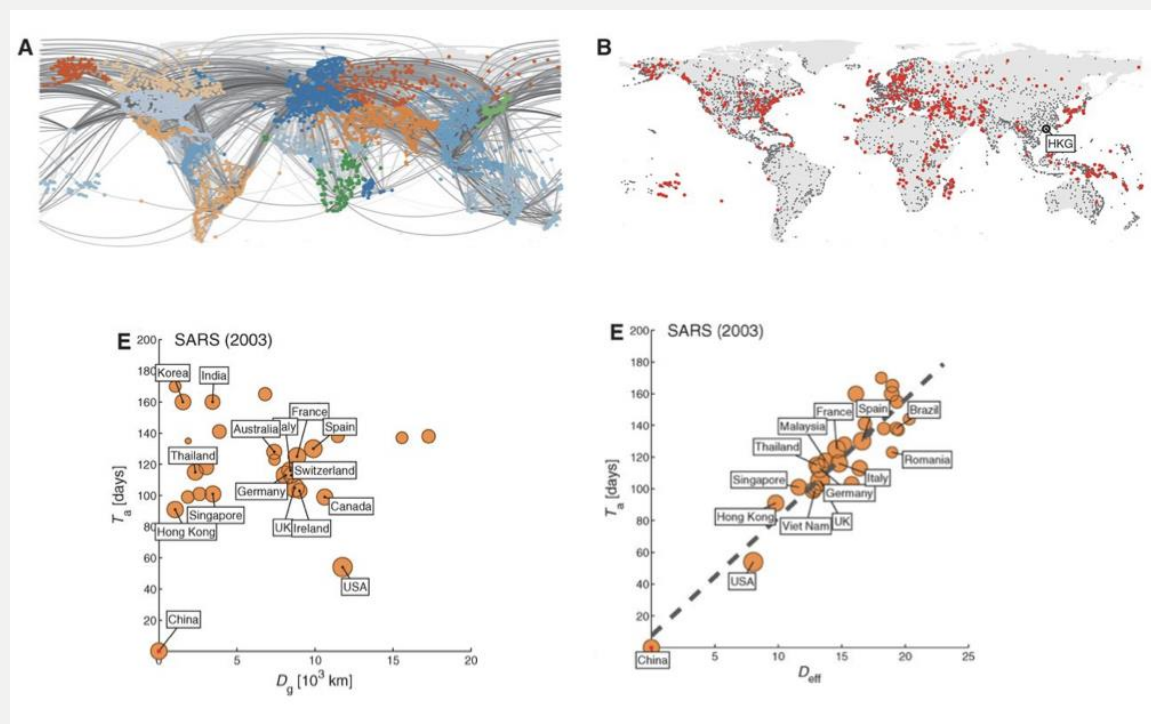 A
B
HKG
E SARS (2003)
200
180
160
140
120
100
80
60
40
20
0
5
10
15
20
T_a [days]
D_g [10^3 km]
Korea
India
France
Australia
aly
Spain
Thailand
Switzerland
Germany
Canada
Singapore
Hong Kong
UK
Ireland
USA
China
E SARS (2003)
200
180
160
140
120
100
80
60
40
20
5
10
15
20
25
T_a [days]
D_eff
France
Spain
Brazil
Malaysia
Thailand
Romania
Italy
Singapore
Germany
Hong Kong
Viet Nam
UK
USA
China